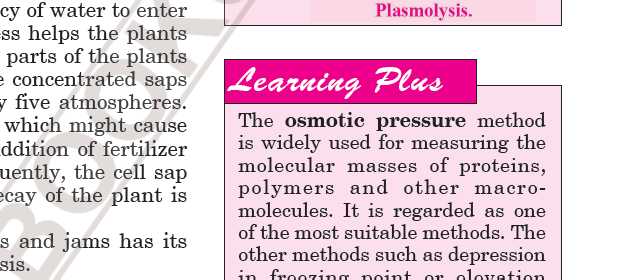 cy of water to enter
ss helps the plants
parts of the plants
e concentrated saps
y five atmospheres.
which might cause
ddition of fertilizer
uently, the cell sap
ecay of the plant is
s and jams has its
sis.
Plasmolysis.
Learning Plus
The osmotic pressure method
is widely used for measuring the
molecular masses of proteins,
polymers and other macro-
molecules. It is regarded as one
of the most suitable methods. The
other methods such as depression
in freezing point or elevation
BOOK